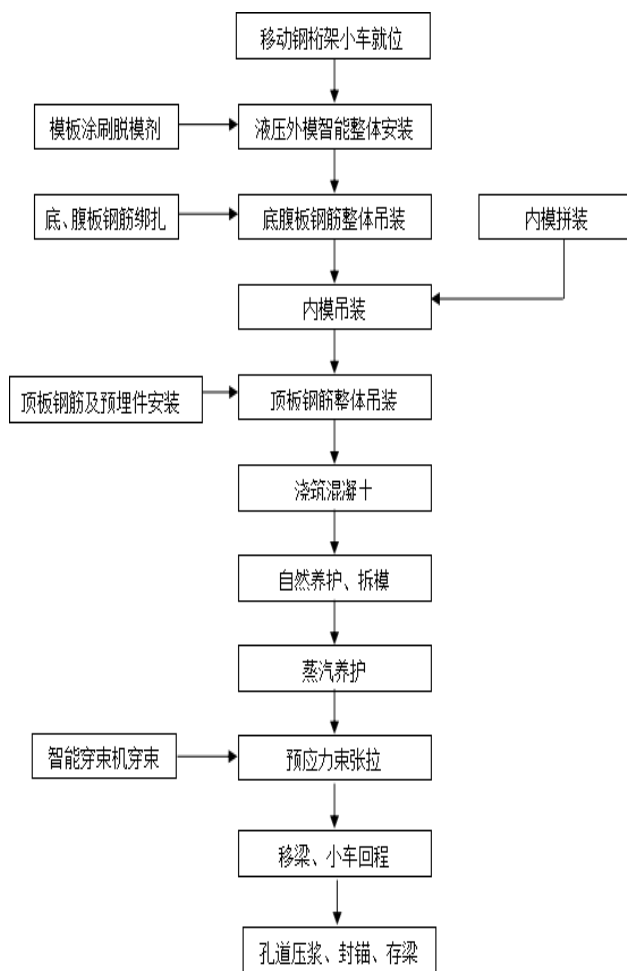 移动钢桁架小车就位
模板涂刷脱模剂
液压外模智能整体安装
底、腹板钢筋绑扎
底腹板钢筋整体吊装
内模拼装
内模吊装
顶板钢筋及预埋件安装
顶板钢筋整体吊装
浇筑混凝土
自然养护、拆模
蒸汽养护
智能穿束机穿束
预应力束张拉
移梁、小车回程
孔道压浆、封锚、存梁